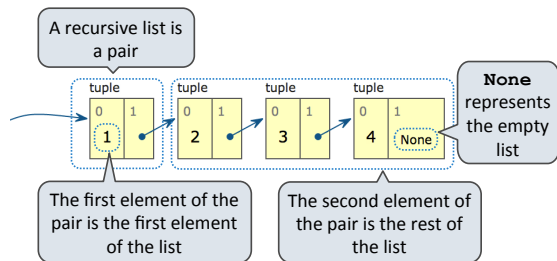 A recursive list is
a pair
tuple
tuple
tuple
tuple
0 1
0 1
0 1
0 1
1
2
3
4
None
None
represents
the empty
list
The first element of the
pair is the first element
of the list
The second element of
the pair is the rest of
the list